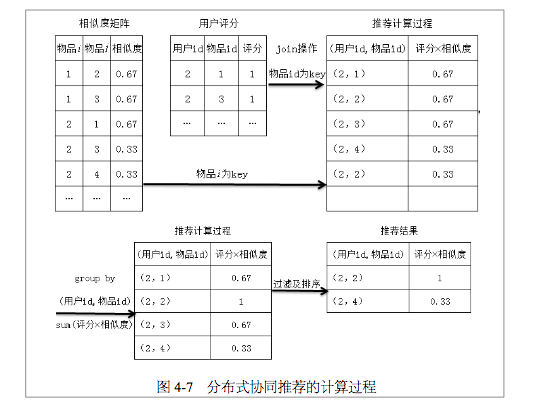 相似度矩阵 用户评分 推荐计算过程
物品i 物品j 相似度 用户id 物品id 评分 join操作 (用户id,物品id) 评分×相似度
1 2 0.67 2 1 1 物品id为key (2,1) 0.67
1 3 0.67 2 3 1 (2,2) 0.67
2 1 0.67 … … … (2,3) 0.67
2 3 0.33 (2,4) 0.33
2 4 0.33 物品i为key (2,2) 0.33
… … …
推荐计算过程 推荐结果
(用户id,物品id) 评分×相似度 (用户id,物品id) 评分×相似度
group by (2,1) 0.67 (2,2) 1
(用户id,物品id) (2,2) 1 过滤及排序 (2,4) 0.33
sum(评分×相似度) (2,3) 0.67
(2,4) 0.33
图 4-7 分布式协同推荐的计算过程